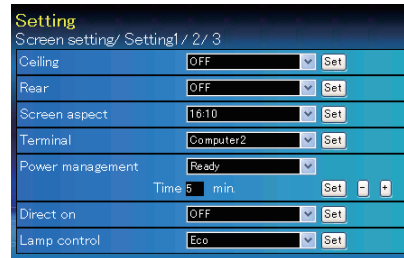 Setting
Screen setting/ Setting1/ 2/ 3
Ceiling OFF Set
Rear OFF Set
Screen aspect 16:10 Set
Terminal Computer2 Set
Power management Ready
Time 5 min. Set - +
Direct on OFF Set
Lamp control Eco Set